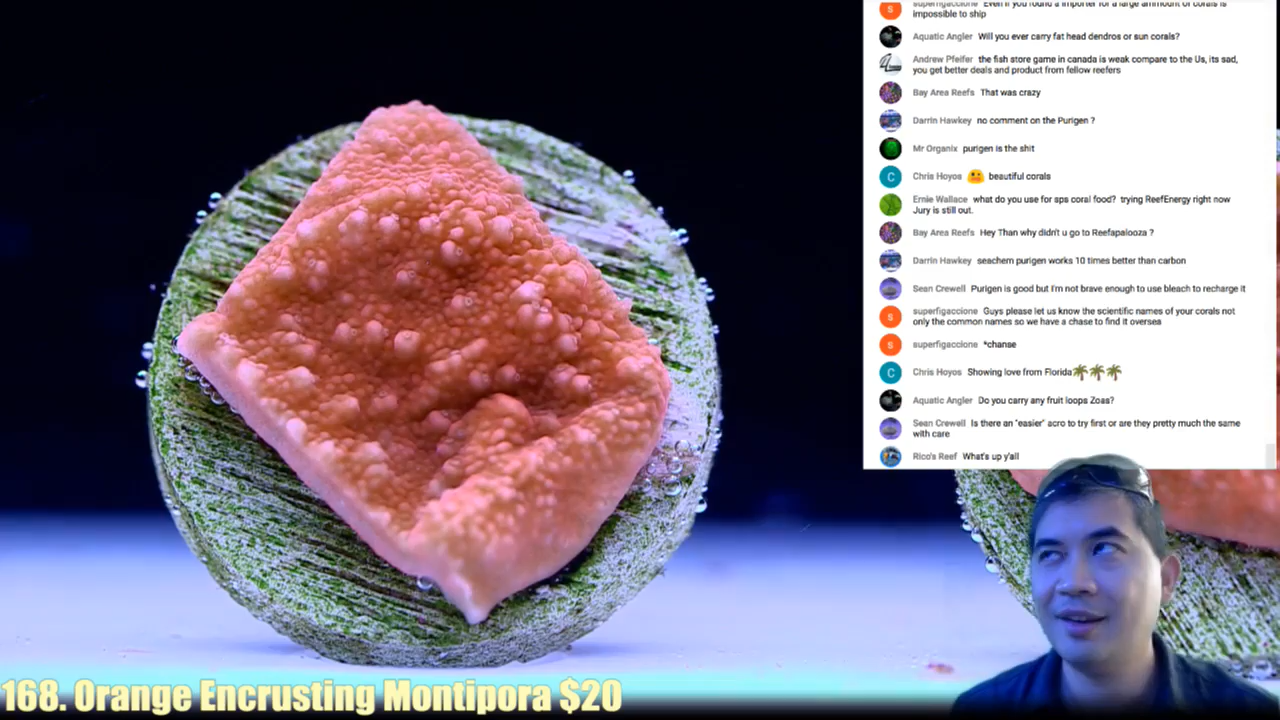 superfigaccione Even if you found a importer for a large ammount of corals is
impossible to ship
Aquatic Angler Will you ever carry fat head dendros or sun corals?
Andrew Pfeifer the fish store game in canada is weak compare to the Us, its sad,
you get better deals and product from fellow reefers
Bay Area Reefs That was crazy
Darrin Hawkey no comment on the Purigen ?
Mr Organix purigen is the shit
C Chris Hoyos beautiful corals
Ernie Wallace what do you use for sps coral food? trying ReefEnergy right now
Jury is still out.
Bay Area Reefs Hey Than why didn't u go to Reefapalooza ?
Darrin Hawkey seachem purigen works 10 times better than carbon
Sean Crewell Purigen is good but I'm not brave enough to use bleach to recharge it
S superfigaccione Guys please let us know the scientific names of your corals not
only the common names so we have a chase to find it oversea
S superfigaccione *chanse
C Chris Hoyos Showing love from Florida🌴🌴🌴
Aquatic Angler Do you carry any fruit loops Zoas?
Sean Crewell Is there an "easier" acro to try first or are they pretty much the same
with care
Rico's Reef What's up y'all
168. Orange Encrusting Montipora $20